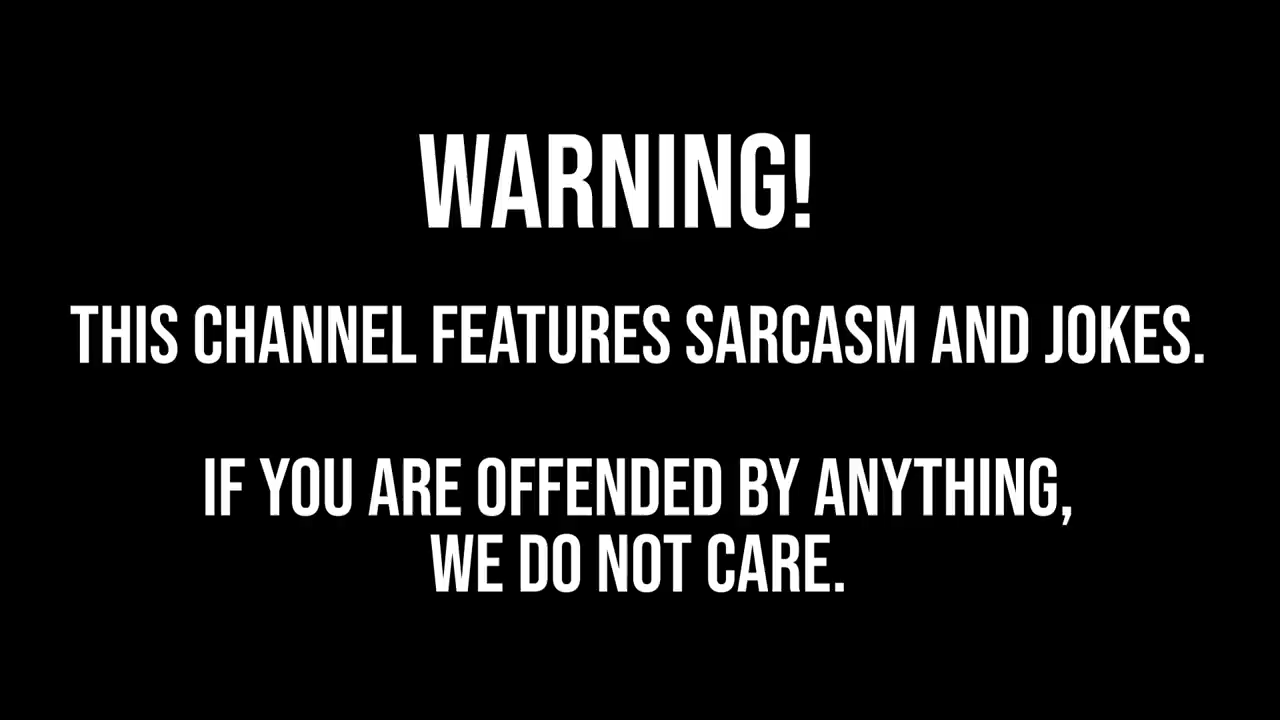 WARNING!
THIS CHANNEL FEATURES SARCASM AND JOKES.
IF YOU ARE OFFENDED BY ANYTHING,
WE DO NOT CARE.